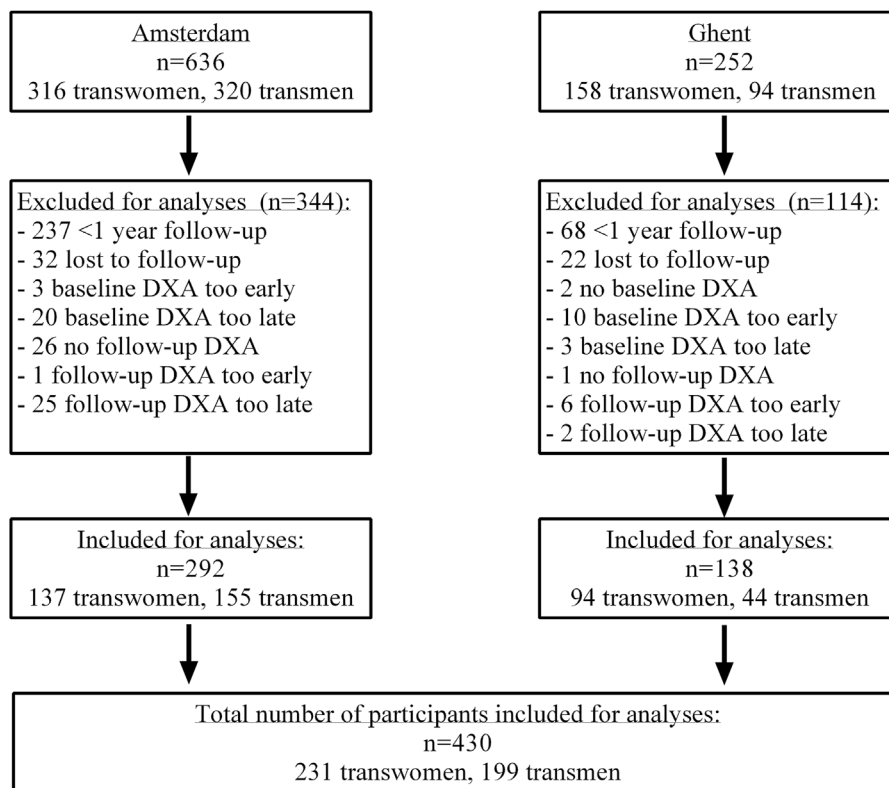 Amsterdam
n=636
316 transwomen, 320 transmen
Excluded for analyses (n=344):
- 237 <1 year follow-up
- 32 lost to follow-up
- 3 baseline DXA too early
- 20 baseline DXA too late
- 26 no follow-up DXA
- 1 follow-up DXA too early
- 25 follow-up DXA too late
Included for analyses:
n=292
137 transwomen, 155 transmen
Ghent
n=252
158 transwomen, 94 transmen
Excluded for analyses (n=114):
- 68 <1 year follow-up
- 22 lost to follow-up
- 2 no baseline DXA
- 10 baseline DXA too early
- 3 baseline DXA too late
- 1 no follow-up DXA
- 6 follow-up DXA too early
- 2 follow-up DXA too late
Included for analyses:
n=138
94 transwomen, 44 transmen
Total number of participants included for analyses:
n=430
231 transwomen, 199 transmen